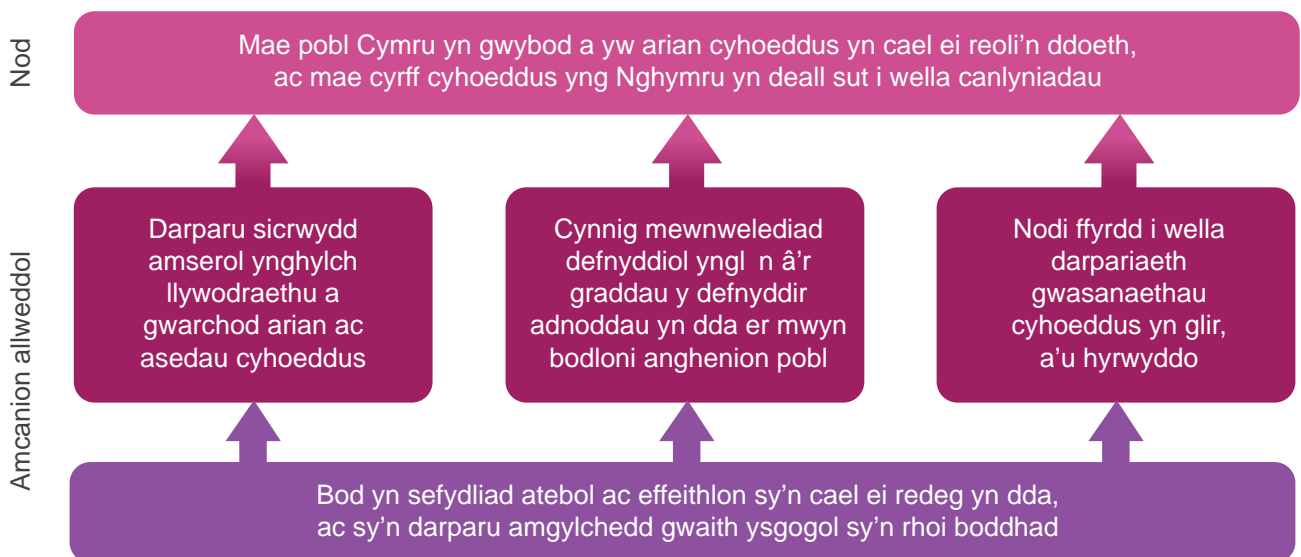 Nod
Mae pobl Cymru yn gwybod a yw arian cyhoeddus yn cael ei reoli’n ddoeth,
ac mae cyrff cyhoeddus yng Nghymru yn deall sut i wella canlyniadau
Amcanion allweddol
Darparu sicrwydd
amserol ynghylch
llywodraethu a
gwarchod arian ac
asedau cyhoeddus
Cynnig mewnwelediad
defnyddiol yngl n â'r
graddau y defnyddir
adnoddau yn dda er mwyn
bodloni anghenion pobl
Nodi ffyrdd i wella
darpariaeth
gwasanaethau
cyhoeddus yn glir,
a'u hyrwyddo
Bod yn sefydliad atebol ac effeithlon sy’n cael ei redeg yn dda,
ac sy’n darparu amgylchedd gwaith ysgogol sy’n rhoi boddhad